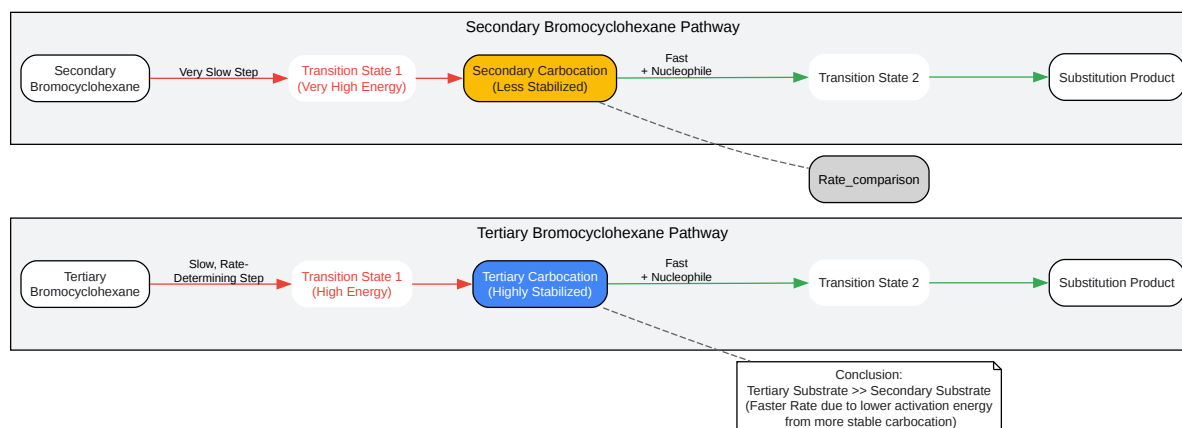 Secondary Bromocyclohexane Pathway
Secondary
Bromocyclohexane
Very Slow Step
Transition State 1
(Very High Energy)
Secondary Carbocation
(Less Stabilized)
Fast
+ Nucleophile
Transition State 2
Substitution Product
Rate_comparison
Tertiary Bromocyclohexane Pathway
Tertiary
Bromocyclohexane
Slow, Rate-
Determining Step
Transition State 1
(High Energy)
Tertiary Carbocation
(Highly Stabilized)
Fast
+ Nucleophile
Transition State 2
Substitution Product
Conclusion:
Tertiary Substrate >> Secondary Substrate
(Faster Rate due to lower activation energy
from more stable carbocation)